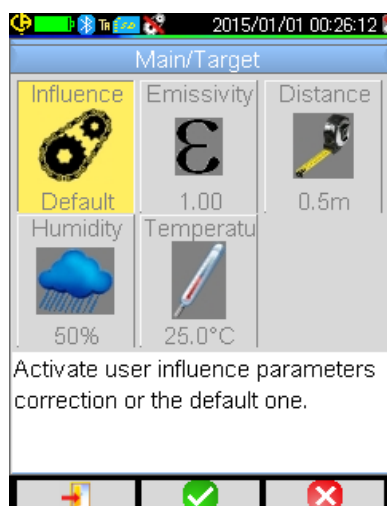 TA 2015/01/01 00:26:12
Main/Target
Influence Emissivity Distance
ε
Default 1.00 0.5m
Humidity Temperatu
50% 25.0°C
Activate user influence parameters
correction or the default one.